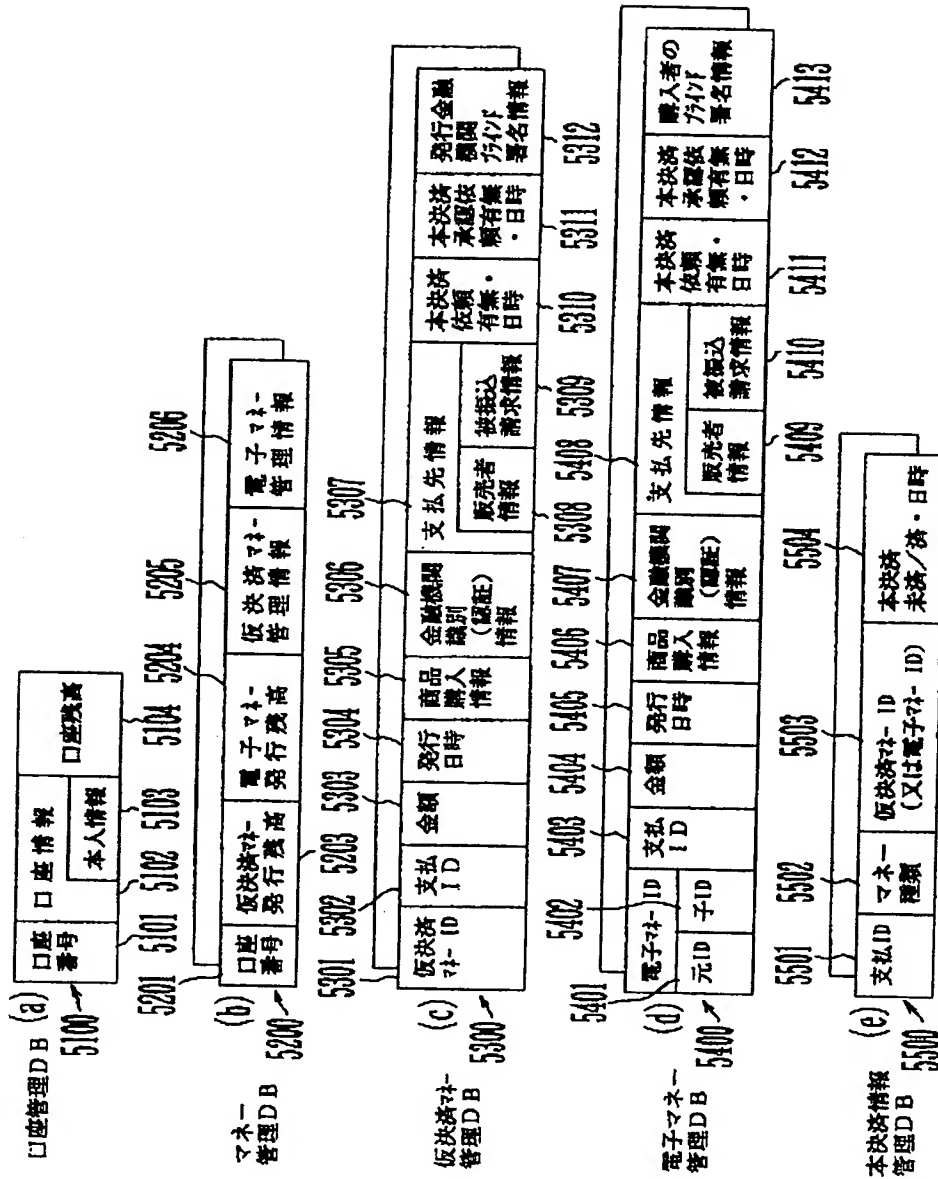 口座管理DB
(a)
5100
口座
番号
口座情報
本人情報
口座残高
5101
5102
5103
5104
マネー
管理DB
(b)
5200
5201
5203
5204
5205
5206
口座
番号
仮決済マネー
発行残高
電子マネー
発行残高
仮決済マネー
管理情報
電子マネー
管理情報
仮決済マネー
管理DB
(c)
5300
5301
5302
5303
5304
5305
5306
5307
仮決済
マネーID
支払
ID
金額
発行
日時
商品
購入
情報
金融機関
識別
(認証)
情報
支払先情報
販売者
情報
被振込
請求情報
本決済
依頼
有無・
日時
本決済
承認依
頼有無
・日時
発行金融
機関
ブラインド
署名情報
5308
5309
5310
5311
5312
電子マネー
管理DB
(d)
5400
5401
5402
5403
5404
5405
5406
5407
5408
電子マネーID
元ID
子ID
支払
ID
金額
発行
日時
商品
購入
情報
金融機関
識別
(認証)
情報
支払先情報
販売者
情報
被振込
請求情報
本決済
依頼
有無・
日時
本決済
承認依
頼有無
・日時
購入者の
ブラインド
署名情報
5409
5410
5411
5412
5413
本決済情報
管理DB
(e)
5500
5501
5502
5503
5504
支払ID
マネー
種類
仮決済マネーID
(又は電子マネーID)
本決済
未済/済・日時